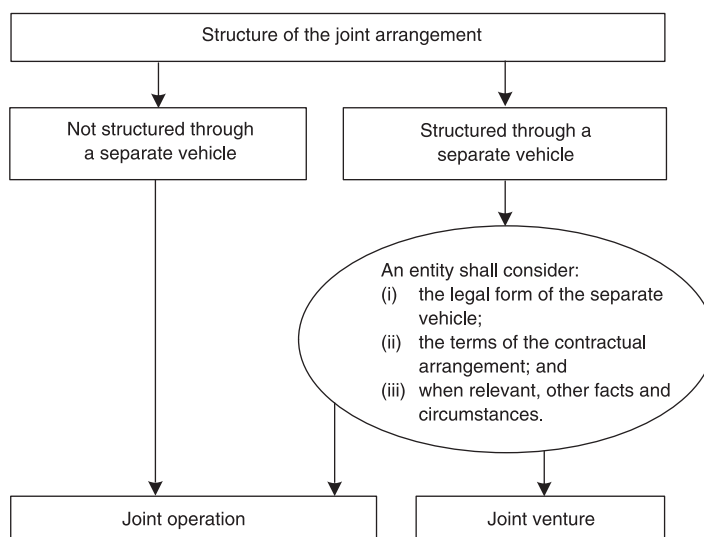 Structure of the joint arrangement
Not structured through
a separate vehicle
Structured through a
separate vehicle
An entity shall consider:
(i) the legal form of the separate
vehicle;
(ii) the terms of the contractual
arrangement; and
(iii) when relevant, other facts and
circumstances.
Joint operation
Joint venture